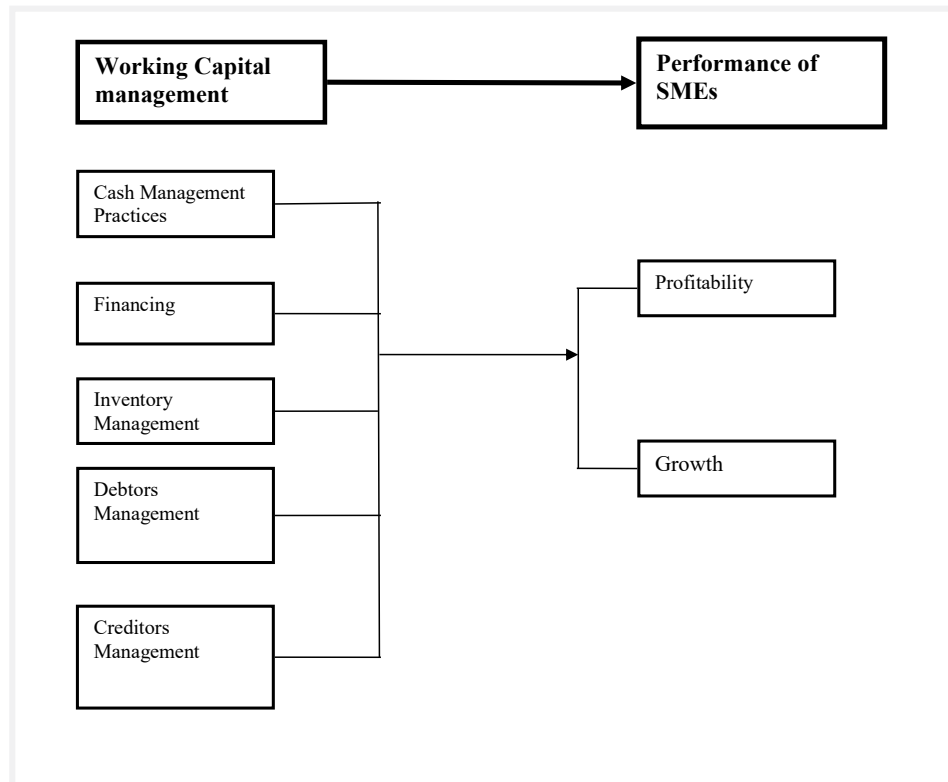 Working Capital
management
Performance of
SMEs
Cash Management
Practices
Financing
Inventory
Management
Debtors
Management
Creditors
Management
Profitability
Growth